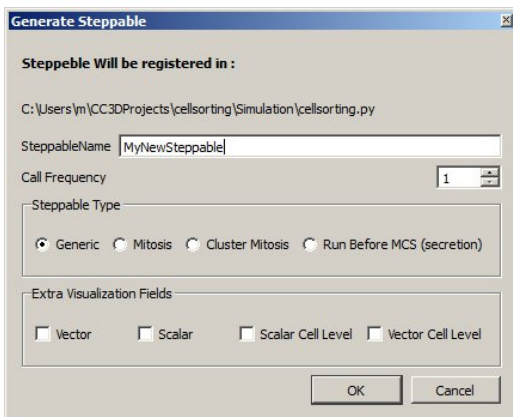 Generate Steppable
Steppeble Will be registered in :
C:\Users\m\CC3DProjects\cellsorting\Simulation\cellsorting.py
SteppableName MyNewSteppable
Call Frequency 1
Steppable Type
Generic Mitosis Cluster Mitosis Run Before MCS (secretion)
Extra Visualization Fields
Vector Scalar Scalar Cell Level Vector Cell Level
OK Cancel